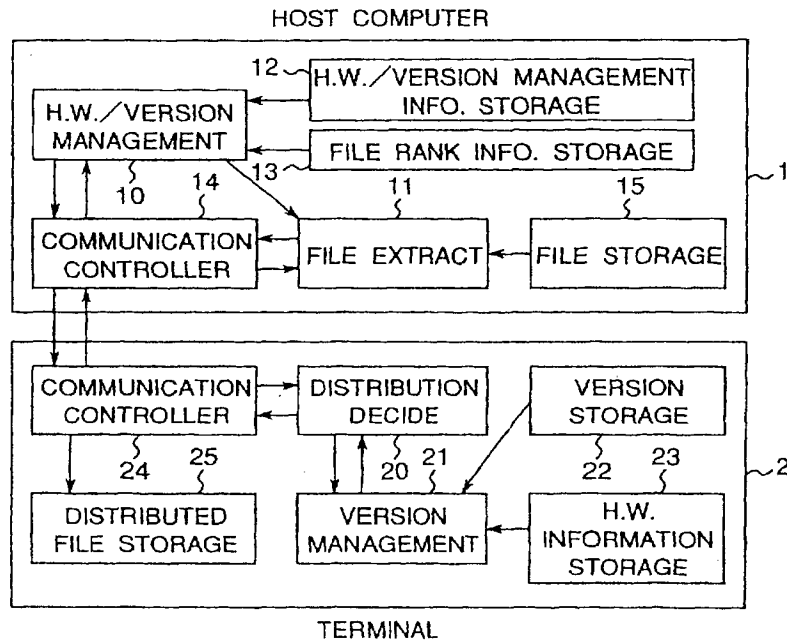 HOST COMPUTER
12
H.W./VERSION MANAGEMENT
INFO. STORAGE
H.W./VERSION
MANAGEMENT
FILE RANK INFO. STORAGE
13
10
14
11
15
1
COMMUNICATION
CONTROLLER
FILE EXTRACT
FILE STORAGE
COMMUNICATION
CONTROLLER
DISTRIBUTION
DECIDE
VERSION
STORAGE
24
25
20
21
22
23
2
DISTRIBUTED
FILE STORAGE
VERSION
MANAGEMENT
H.W.
INFORMATION
STORAGE
TERMINAL